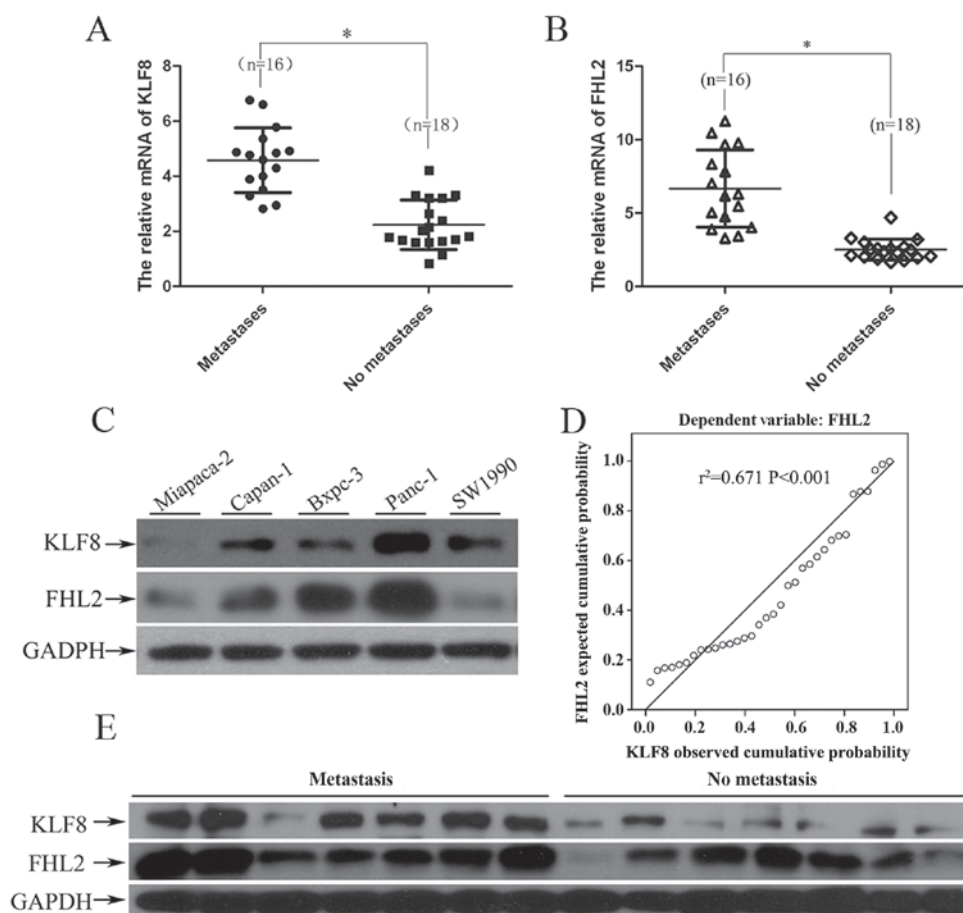 A
B
*
*
(n=16)
(n=18)
(n=16)
(n=18)
The relative mRNA of KLF8
8
6
4
2
0
Metastases
No metastases
The relative mRNA of FHL2
15
10
5
0
Metastases
No metastases
C
D
Miapaca-2
Capan-1
Bxpc-3
Panc-1
SW1990
KLF8
FHL2
GADPH
Dependent variable: FHL2
r²=0.671 P<0.001
FHL2 expected cumulative probability
1.0
0.8
0.6
0.4
0.2
0.0
0.0 0.2 0.4 0.6 0.8 1.0
KLF8 observed cumulative probability
E
Metastasis
No metastasis
KLF8
FHL2
GAPDH